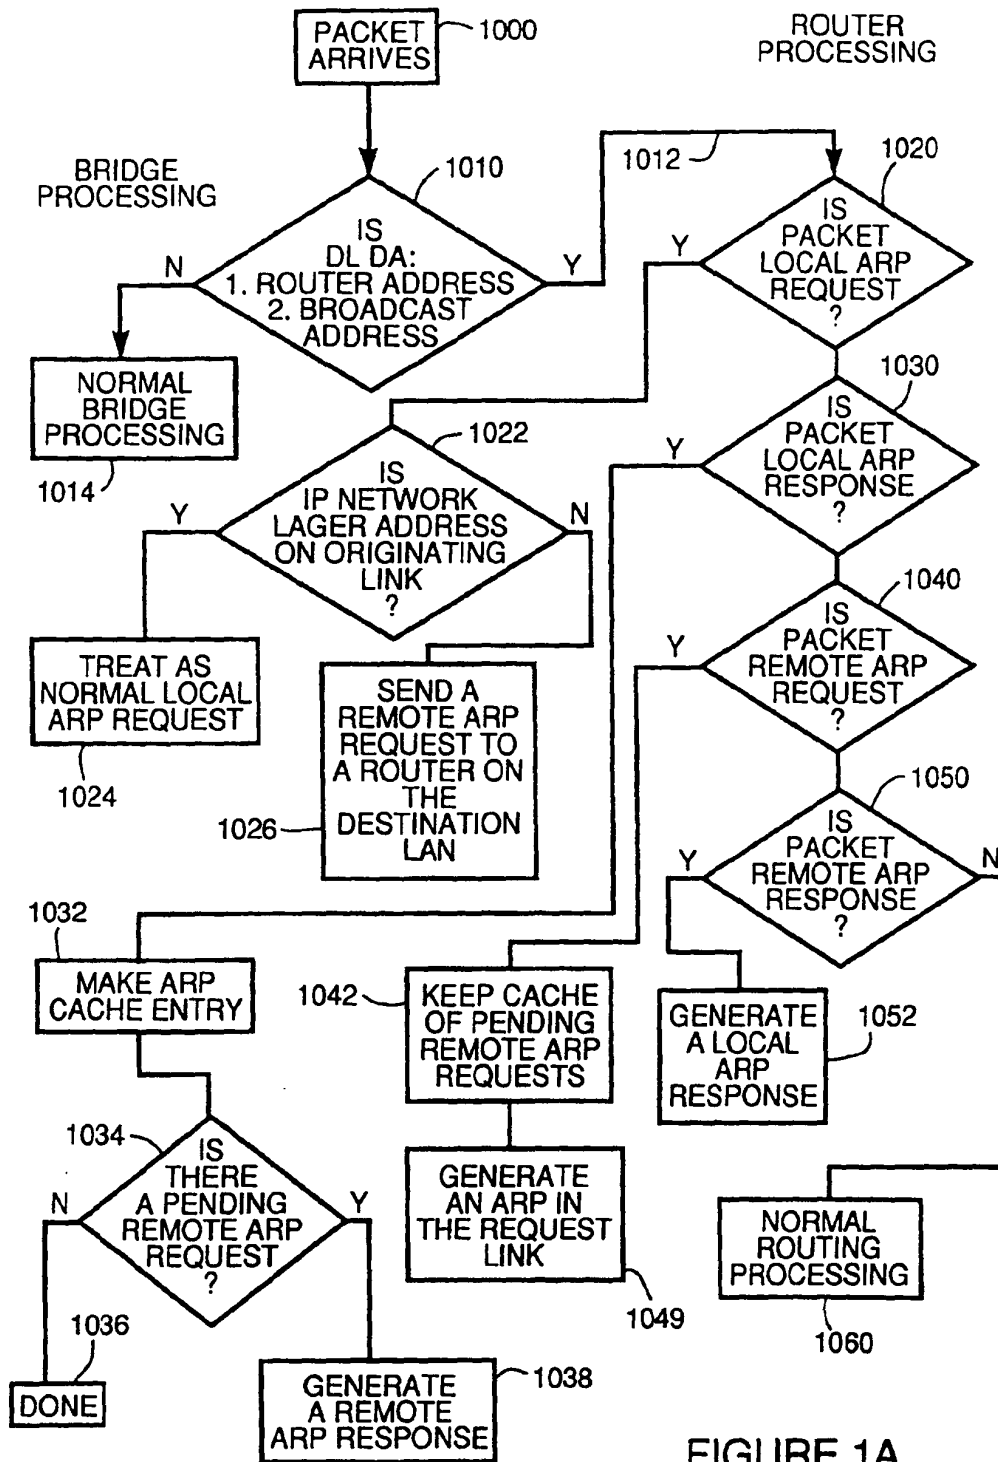 PACKET
ARRIVES
1000
ROUTER
PROCESSING
BRIDGE
PROCESSING
1010
IS
DL DA:
1. ROUTER ADDRESS
2. BROADCAST
ADDRESS
N
Y
1012
1020
IS
PACKET
LOCAL ARP
REQUEST
?
Y
NORMAL
BRIDGE
PROCESSING
1014
1022
IS
IP NETWORK
LAGER ADDRESS
ON ORIGINATING
LINK
?
Y
N
1030
IS
PACKET
LOCAL ARP
RESPONSE
?
Y
TREAT AS
NORMAL LOCAL
ARP REQUEST
1024
SEND A
REMOTE ARP
REQUEST TO
A ROUTER ON
THE
DESTINATION
LAN
1026
1040
IS
PACKET
REMOTE ARP
REQUEST
?
Y
1050
IS
PACKET
REMOTE ARP
RESPONSE
?
Y
N
1032
MAKE ARP
CACHE ENTRY
1042
KEEP CACHE
OF PENDING
REMOTE ARP
REQUESTS
GENERATE
A LOCAL
ARP
RESPONSE
1052
1034
IS
THERE
A PENDING
REMOTE ARP
REQUEST
?
N
Y
GENERATE
AN ARP IN
THE REQUEST
LINK
1049
NORMAL
ROUTING
PROCESSING
1060
1036
DONE
GENERATE
A REMOTE
ARP RESPONSE
1038
FIGURE 1A